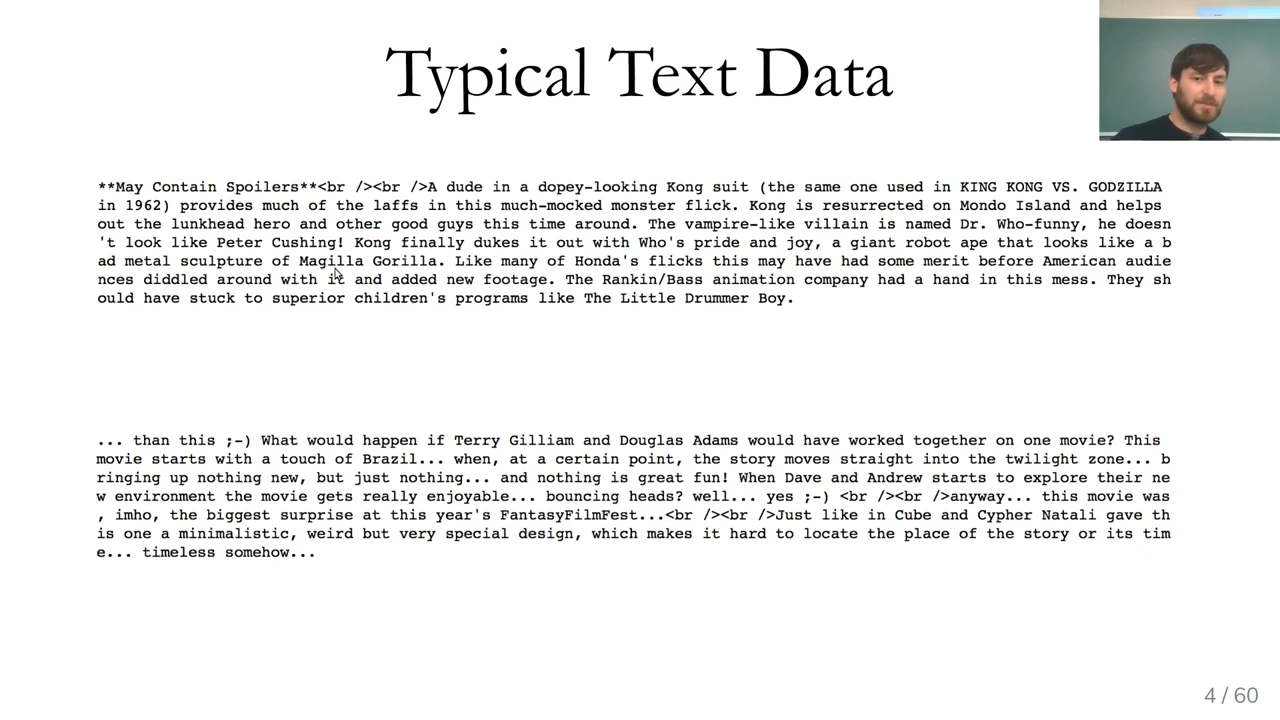 Typical Text Data
**May Contain Spoilers**<br /><br />A dude in a dopey-looking Kong suit (the same one used in KING KONG VS. GODZILLA
in 1962) provides much of the laffs in this much-mocked monster flick. Kong is resurrected on Mondo Island and helps
out the lunkhead hero and other good guys this time around. The vampire-like villain is named Dr. Who-funny, he doesn
't look like Peter Cushing! Kong finally dukes it out with Who's pride and joy, a giant robot ape that looks like a b
ad metal sculpture of Magilla Gorilla. Like many of Honda's flicks this may have had some merit before American audie
nces diddled around with it and added new footage. The Rankin/Bass animation company had a hand in this mess. They sh
ould have stuck to superior children's programs like The Little Drummer Boy.
... than this ;-) What would happen if Terry Gilliam and Douglas Adams would have worked together on one movie? This
movie starts with a touch of Brazil... when, at a certain point, the story moves straight into the twilight zone... b
ringing up nothing new, but just nothing... and nothing is great fun! When Dave and Andrew starts to explore their ne
w environment the movie gets really enjoyable... bouncing heads? well... yes ;-) <br /><br />anyway... this movie was
, imho, the biggest surprise at this year's FantasyFilmFest...<br /><br />Just like in Cube and Cypher Natali gave th
is one a minimalistic, weird but very special design, which makes it hard to locate the place of the story or its tim
e... timeless somehow...
4 / 60